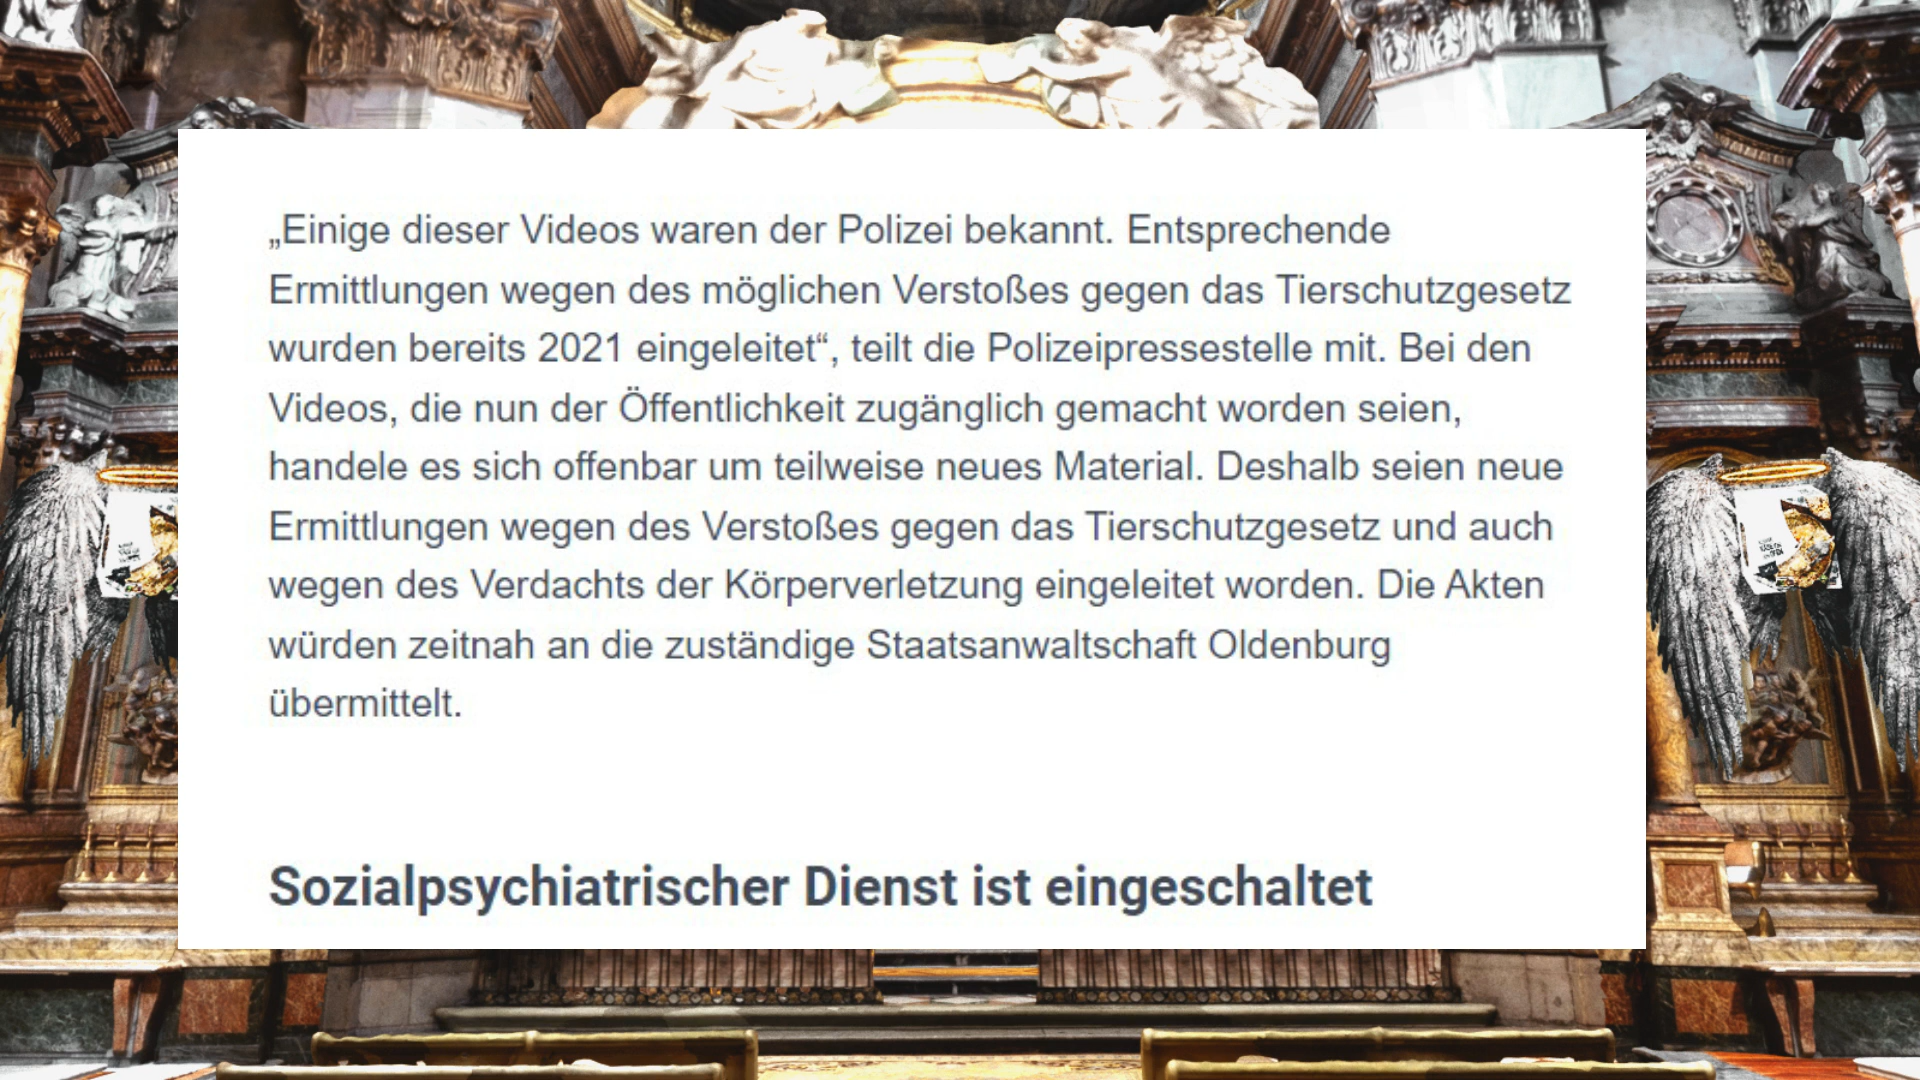 „Einige dieser Videos waren der Polizei bekannt. Entsprechende
Ermittlungen wegen des möglichen Verstoßes gegen das Tierschutzgesetz
wurden bereits 2021 eingeleitet“, teilt die Polizeipressestelle mit. Bei den
Videos, die nun der Öffentlichkeit zugänglich gemacht worden seien,
handele es sich offenbar um teilweise neues Material. Deshalb seien neue
Ermittlungen wegen des Verstoßes gegen das Tierschutzgesetz und auch
wegen des Verdachts der Körperverletzung eingeleitet worden. Die Akten
würden zeitnah an die zuständige Staatsanwaltschaft Oldenburg
übermittelt.
Sozialpsychiatrischer Dienst ist eingeschaltet